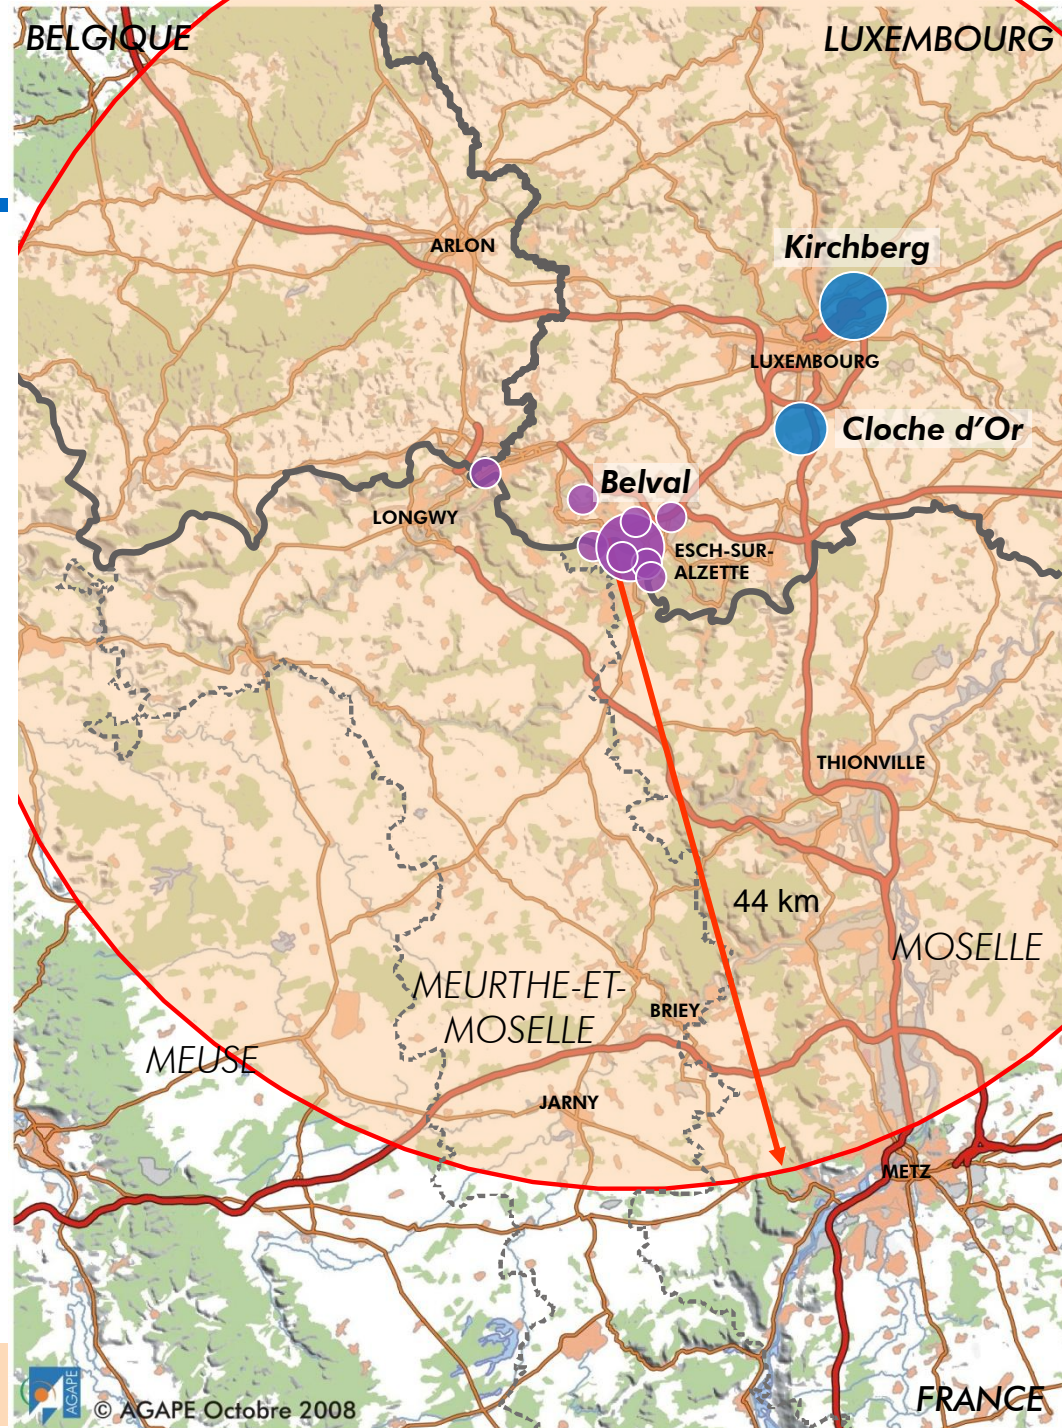 BELGIQUE
LUXEMBOURG
ARLON
Kirchberg
LUXEMBOURG
Cloche d'Or
Belval
LONGWY
ESCH-SUR-
ALZETTE
THIONVILLE
44 km
MOSELLE
MEURTHE-ET-
MOSELLE
BRIEY
MEUSE
JARNY
METZ
FRANCE
AGAPE
© AGAPE Octobre 2008